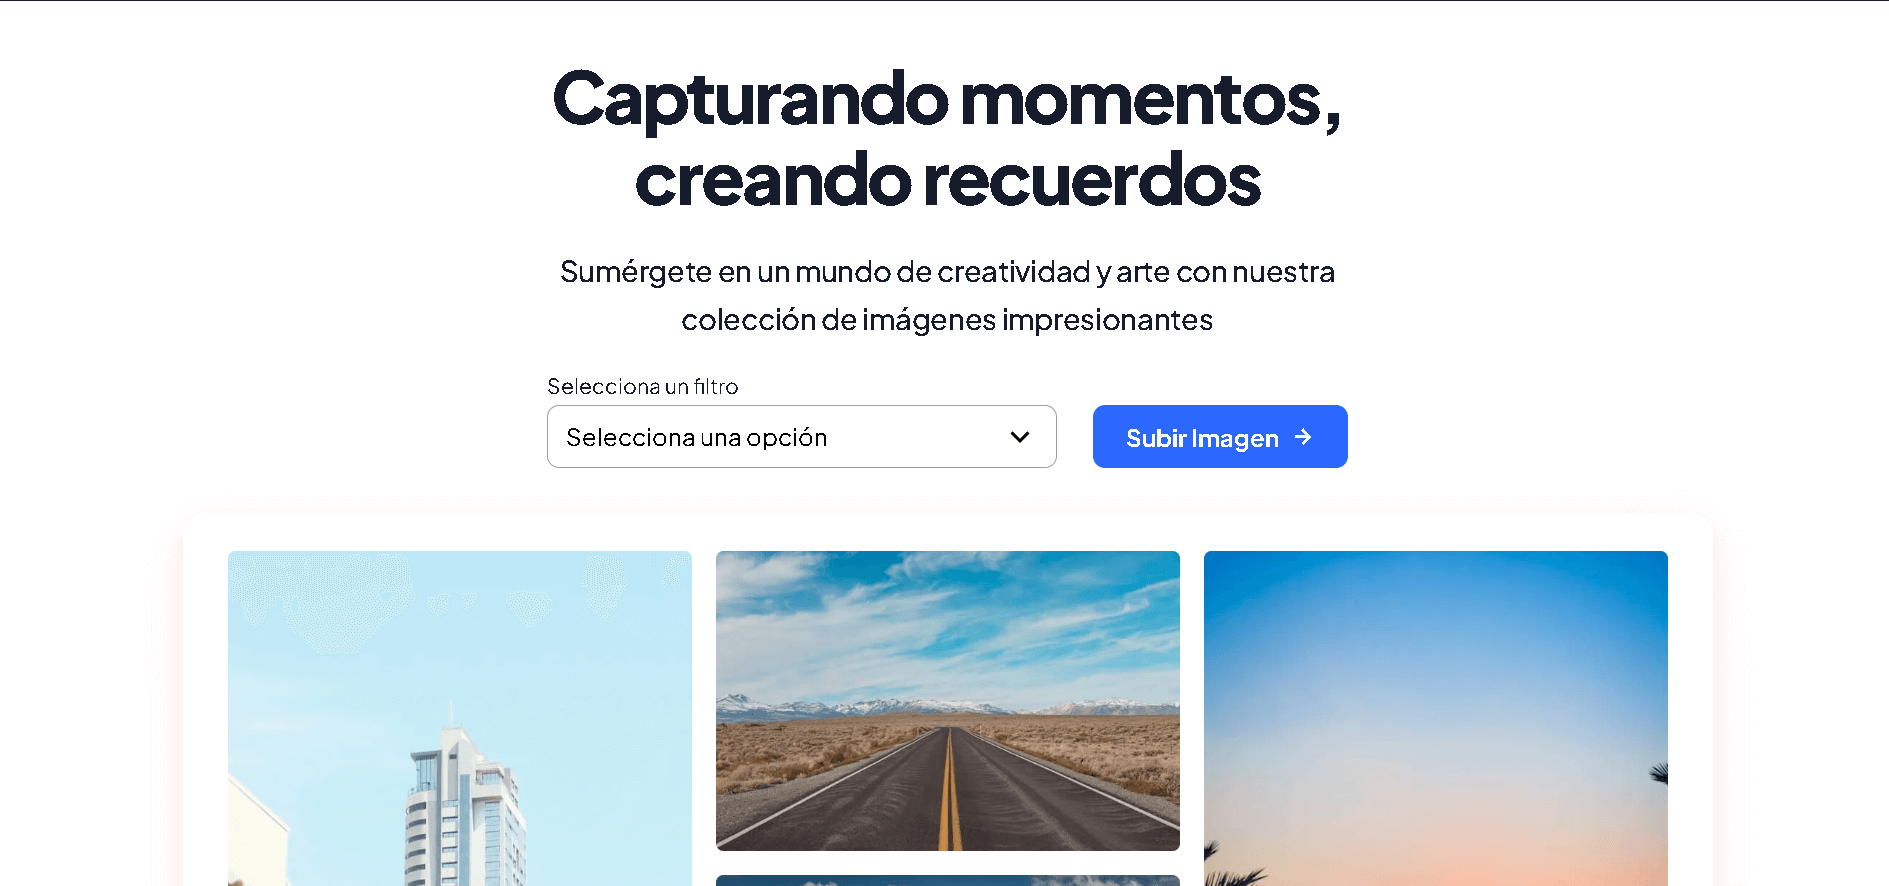 Capturando momentos,
creando recuerdos
Sumérgete en un mundo de creatividad y arte con nuestra
colección de imágenes impresionantes
Selecciona un filtro
Selecciona una opción
Subir Imagen